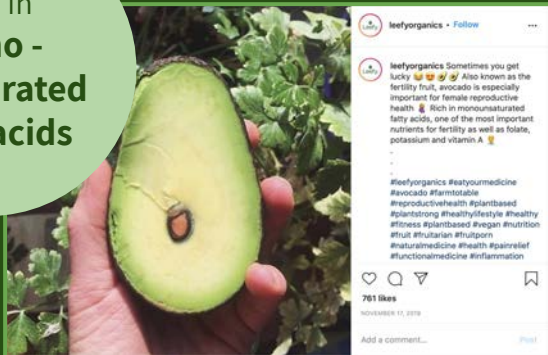 in
no -
rated
acids
leefyorganics • Follow
leefyorganics Sometimes you get
lucky 😂😍🥑🥑 Also known as the
fertility fruit, avocado is especially
important for female reproductive
health 🤰 Rich in monounsaturated
fatty acids, one of the most important
nutrients for fertility as well as folate,
potassium and vitamin A 🏆
.
.
.
#leefyorganics #eatyourmedicine
#avocado #farmtotable
#reproductivehealth #plantbased
#plantstrong #healthylifestyle #healthy
#fitness #plantbased #vegan #nutrition
#fruit #fruitarian #fruitporn
#naturalmedicine #health #painrelief
#functionalmedicine #inflammation
761 likes
NOVEMBER 17, 2019
Add a comment...
Post